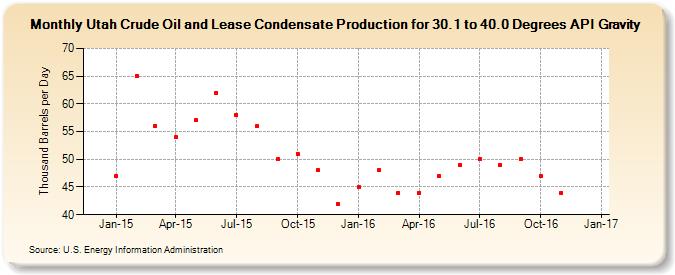 Monthly Utah Crude Oil and Lease Condensate Production for 30.1 to 40.0 Degrees API Gravity
Thousand Barrels per Day
70
65
60
55
50
45
40
Jan-15 Apr-15 Jul-15 Oct-15 Jan-16 Apr-16 Jul-16 Oct-16 Jan-17
Source: U.S. Energy Information Administration